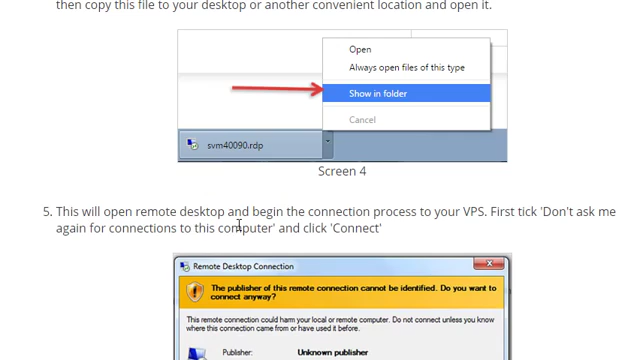 then copy this file to your desktop or another convenient location and open it.
Open
Always open files of this type
Show in folder
Cancel
svm40090.rdp
Screen 4
5. This will open remote desktop and begin the connection process to your VPS. First tick 'Don't ask me
again for connections to this computer' and click 'Connect'
Remote Desktop Connection
The publisher of this remote connection cannot be identified. Do you want to
connect anyway?
This remote connection could harm your local or remote computer. Do not connect unless you know
where this connection came from or have used it before.
Publisher: Unknown publisher